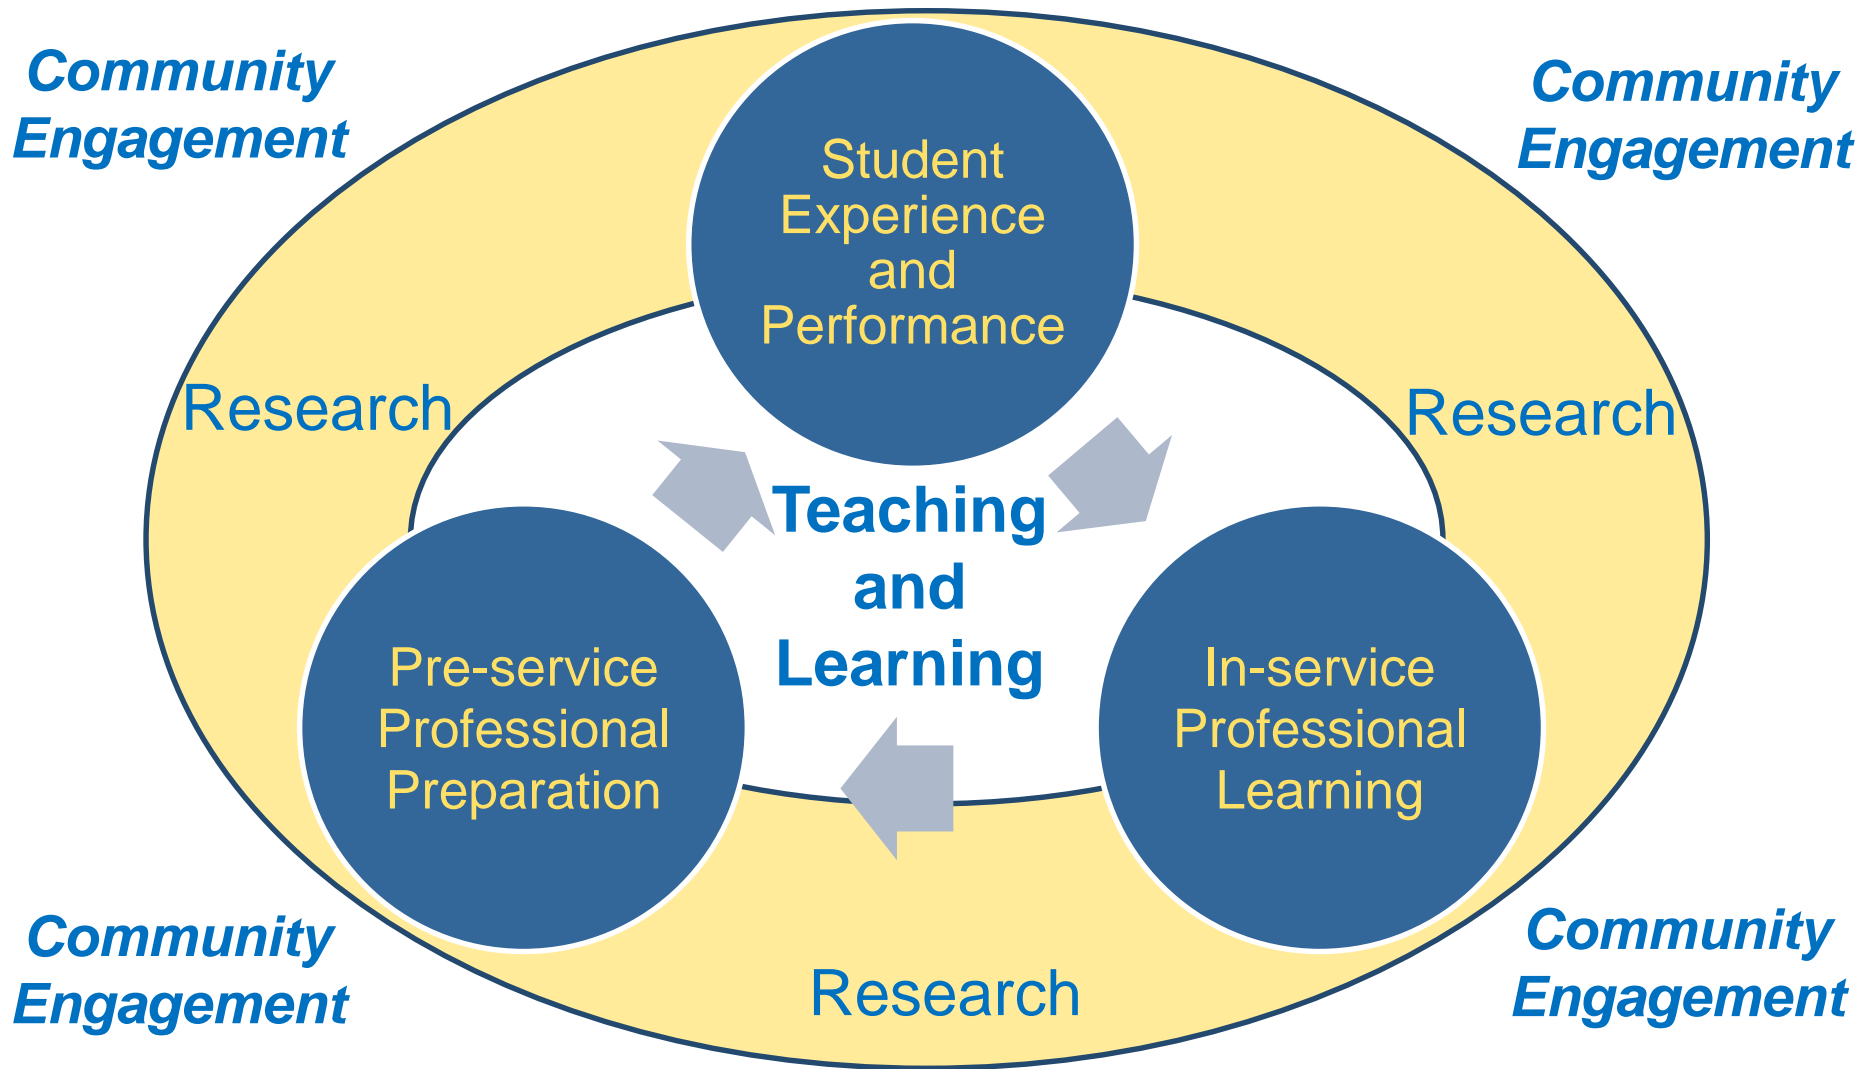 Community
Engagement
Community
Engagement
Student
Experience
and
Performance
Research
Research
Teaching
and
Learning
Pre-service
Professional
Preparation
In-service
Professional
Learning
Community
Engagement
Research
Community
Engagement